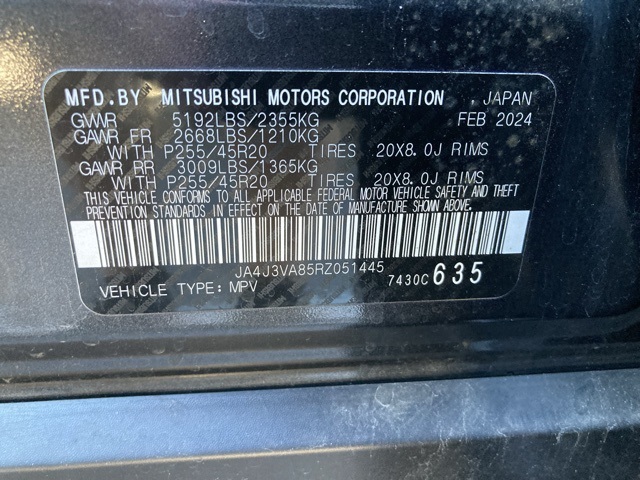 MFD.BY MITSUBISHI MOTORS CORPORATION . JAPAN
GVWR 5192LBS/2355KG FEB 2024
GAWR FR 2668LBS/1210KG
WITH P255/45R20 TIRES 20X8.0J RIMS
GAWR RR 3009LBS/1365KG
WITH P255/45R20 TIRES 20X8.0J RIMS
THIS VEHICLE CONFORMS TO ALL APPLICABLE FEDERAL MOTOR VEHICLE SAFETY AND THEFT
PREVENTION STANDARDS IN EFFECT ON THE DATE OF MANUFACTURE SHOWN ABOVE.
JA4J3VA85RZ051445
VEHICLE TYPE: MPV 7430C 635